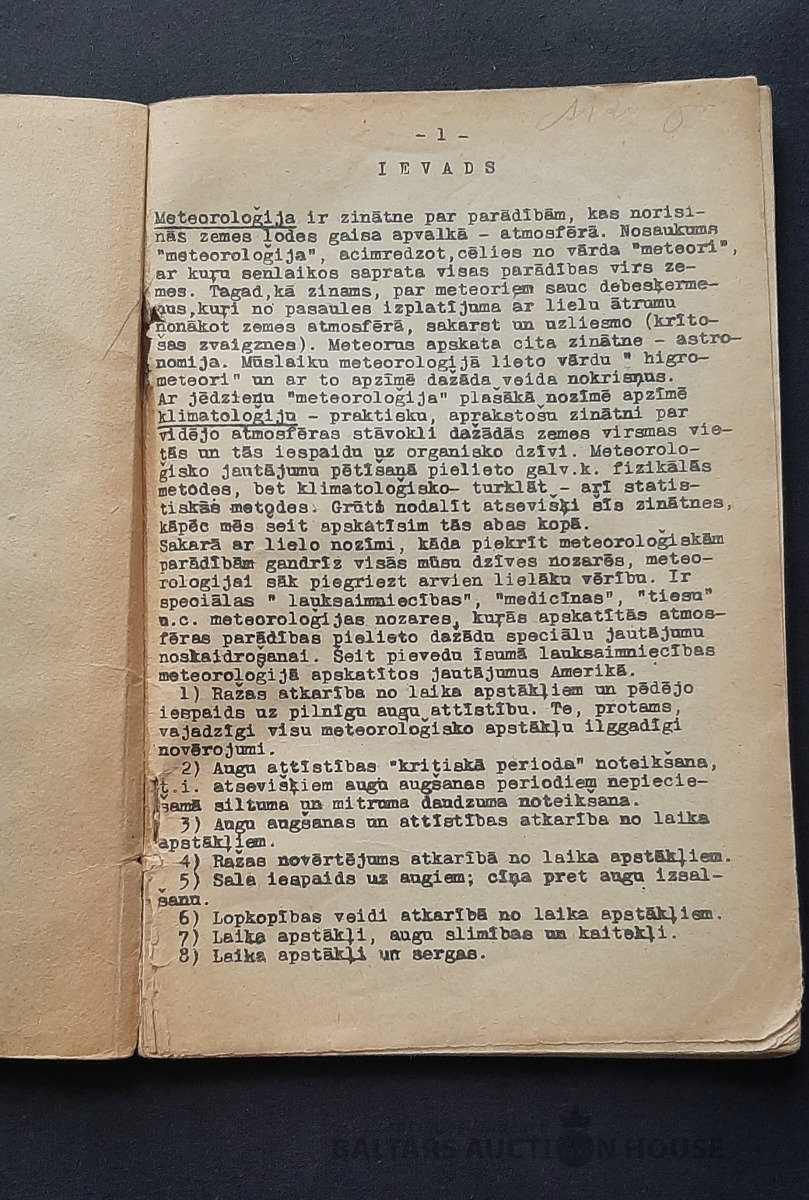 - 1 -
I E V A D S
Meteoroloģija ir zinātne par parādībām, kas norisi-
nās zemes lodes gaisa apvalkā - atmosfērā. Nosaukums
"meteoroloģija", acimredzot,cēlies no vārda "meteori",
ar kuŗu senlaikos saprata visas parādības virs ze-
mes. Tagad,kā zinams, par meteoriem sauc debesķerme-
ņus,kuŗi no pasaules izplatījuma ar lielu ātrumu
nonākot zemes atmosfērā, sakarst un uzliesmo (krīto-
šas zvaigznes). Meteorus apskata cita zinātne - astro-
nomija. Mūslaiku meteoroloģijā lieto vārdu " higro-
meteori" un ar to apzīmē dažāda veida nokrišņus.
Ar jēdzienu "meteoroloģija" plašākā nozīmē apzīmē
klimatoloģiju - praktisku, aprakstošu zinātni par
vidējo atmosfēras stāvokli dažādās zemes virsmas vie-
tās un tās iespaidu uz organisko dzīvi. Meteorolo-
ģisko jautājumu pētīšanā pielieto galv.k. fizikālās
metodes, bet klimatoloģisko- turklāt - arī statis-
tiskās metodes. Grūti nodalīt atsevišķi šīs zinātnes,
kāpēc mēs šeit apskatīsim tās abas kopā.
Sakarā ar lielo nozīmi, kāda piekrīt meteoroloģiskām
parādībām gandrīz visās mūsu dzīves nozarēs, meteo-
roloģijai sāk piegriezt arvien lielāku vērību. Ir
speciālas " lauksaimniecības", "medicīnas", "tiesu"
u.c. meteoroloģijas nozares, kurās apskatītās atmos-
fēras parādības pielieto dažādu speciālu jautājumu
noskaidrošanai. Šeit pievedu īsumā lauksaimniecības
meteoroloģijā apskatītos jautājumus Amerikā.
1) Ražas atkarība no laika apstākļiem un pēdējo
iespaids uz pilnīgu augu attīstību. Te, protams,
vajadzīgi visu meteoroloģisko apstākļu ilggadīgi
novērojumi.
2) Augu attīstības "kritiskā perioda" noteikšana,
t.i. atsevišķiem augu augšanas periodiem nepiecie-
šamā siltuma un mitruma daudzuma noteikšana.
3) Augu augšanas un attīstības atkarība no laika
apstākļiem.
4) Ražas novērtējums atkarībā no laika apstākļiem.
5) Sala iespaids uz augiem; cīņa pret augu izsal-
šanu.
6) Lopkopības veidi atkarībā no laika apstākļiem.
7) Laika apstākļi, augu slimības un kaitekļi.
8) Laika apstākļi un sergas.
BALTARS AUCTION HOUSE